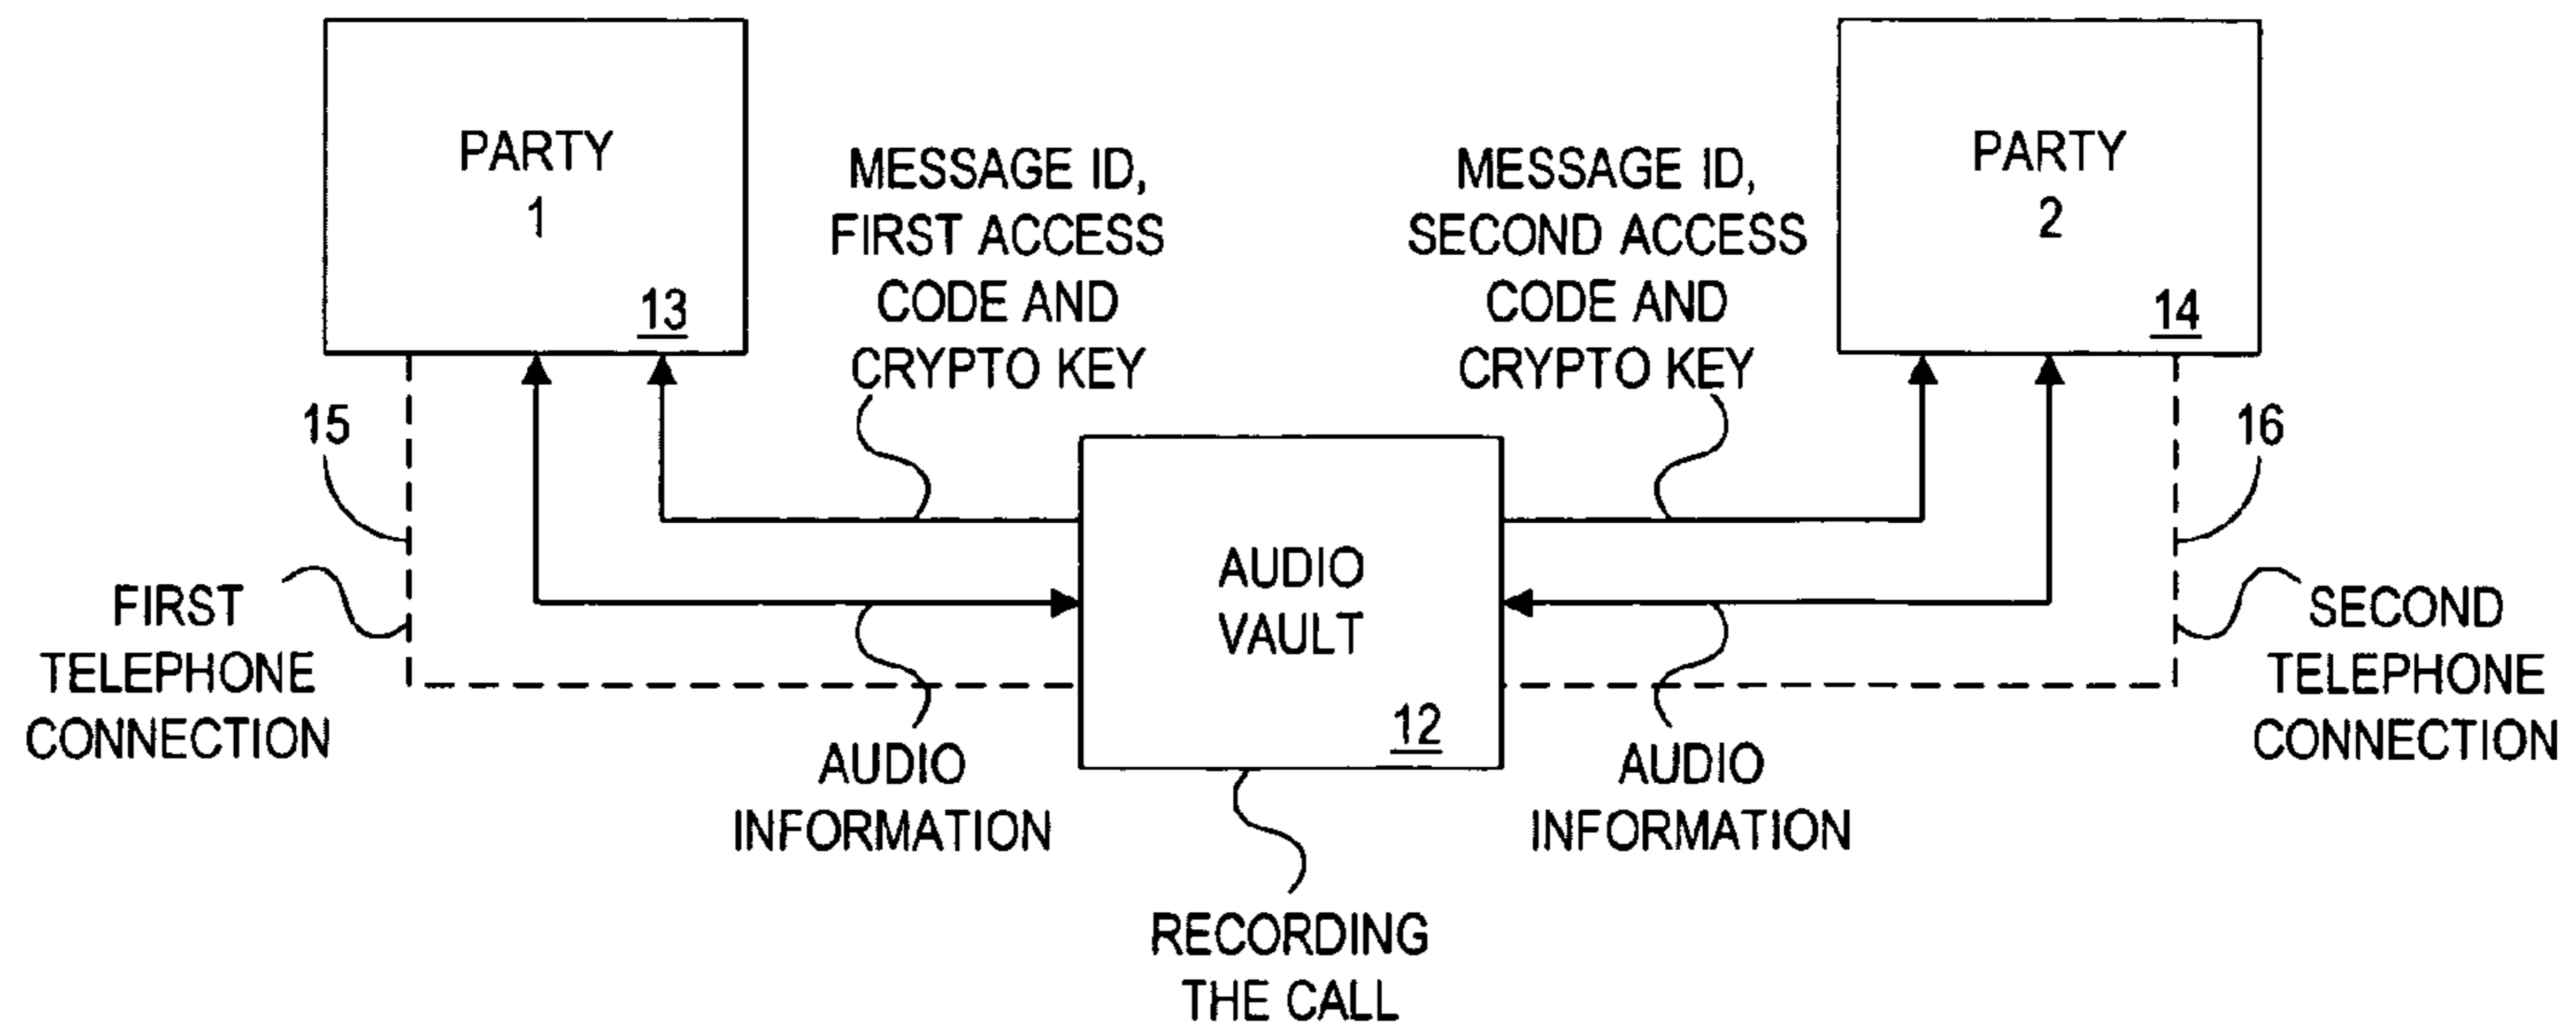 PARTY
1
13
MESSAGE ID,
FIRST ACCESS
CODE AND
CRYPTO KEY
MESSAGE ID,
SECOND ACCESS
CODE AND
CRYPTO KEY
PARTY
2
14
15
FIRST
TELEPHONE
CONNECTION
AUDIO
VAULT
12
16
SECOND
TELEPHONE
CONNECTION
AUDIO
INFORMATION
AUDIO
INFORMATION
RECORDING
THE CALL